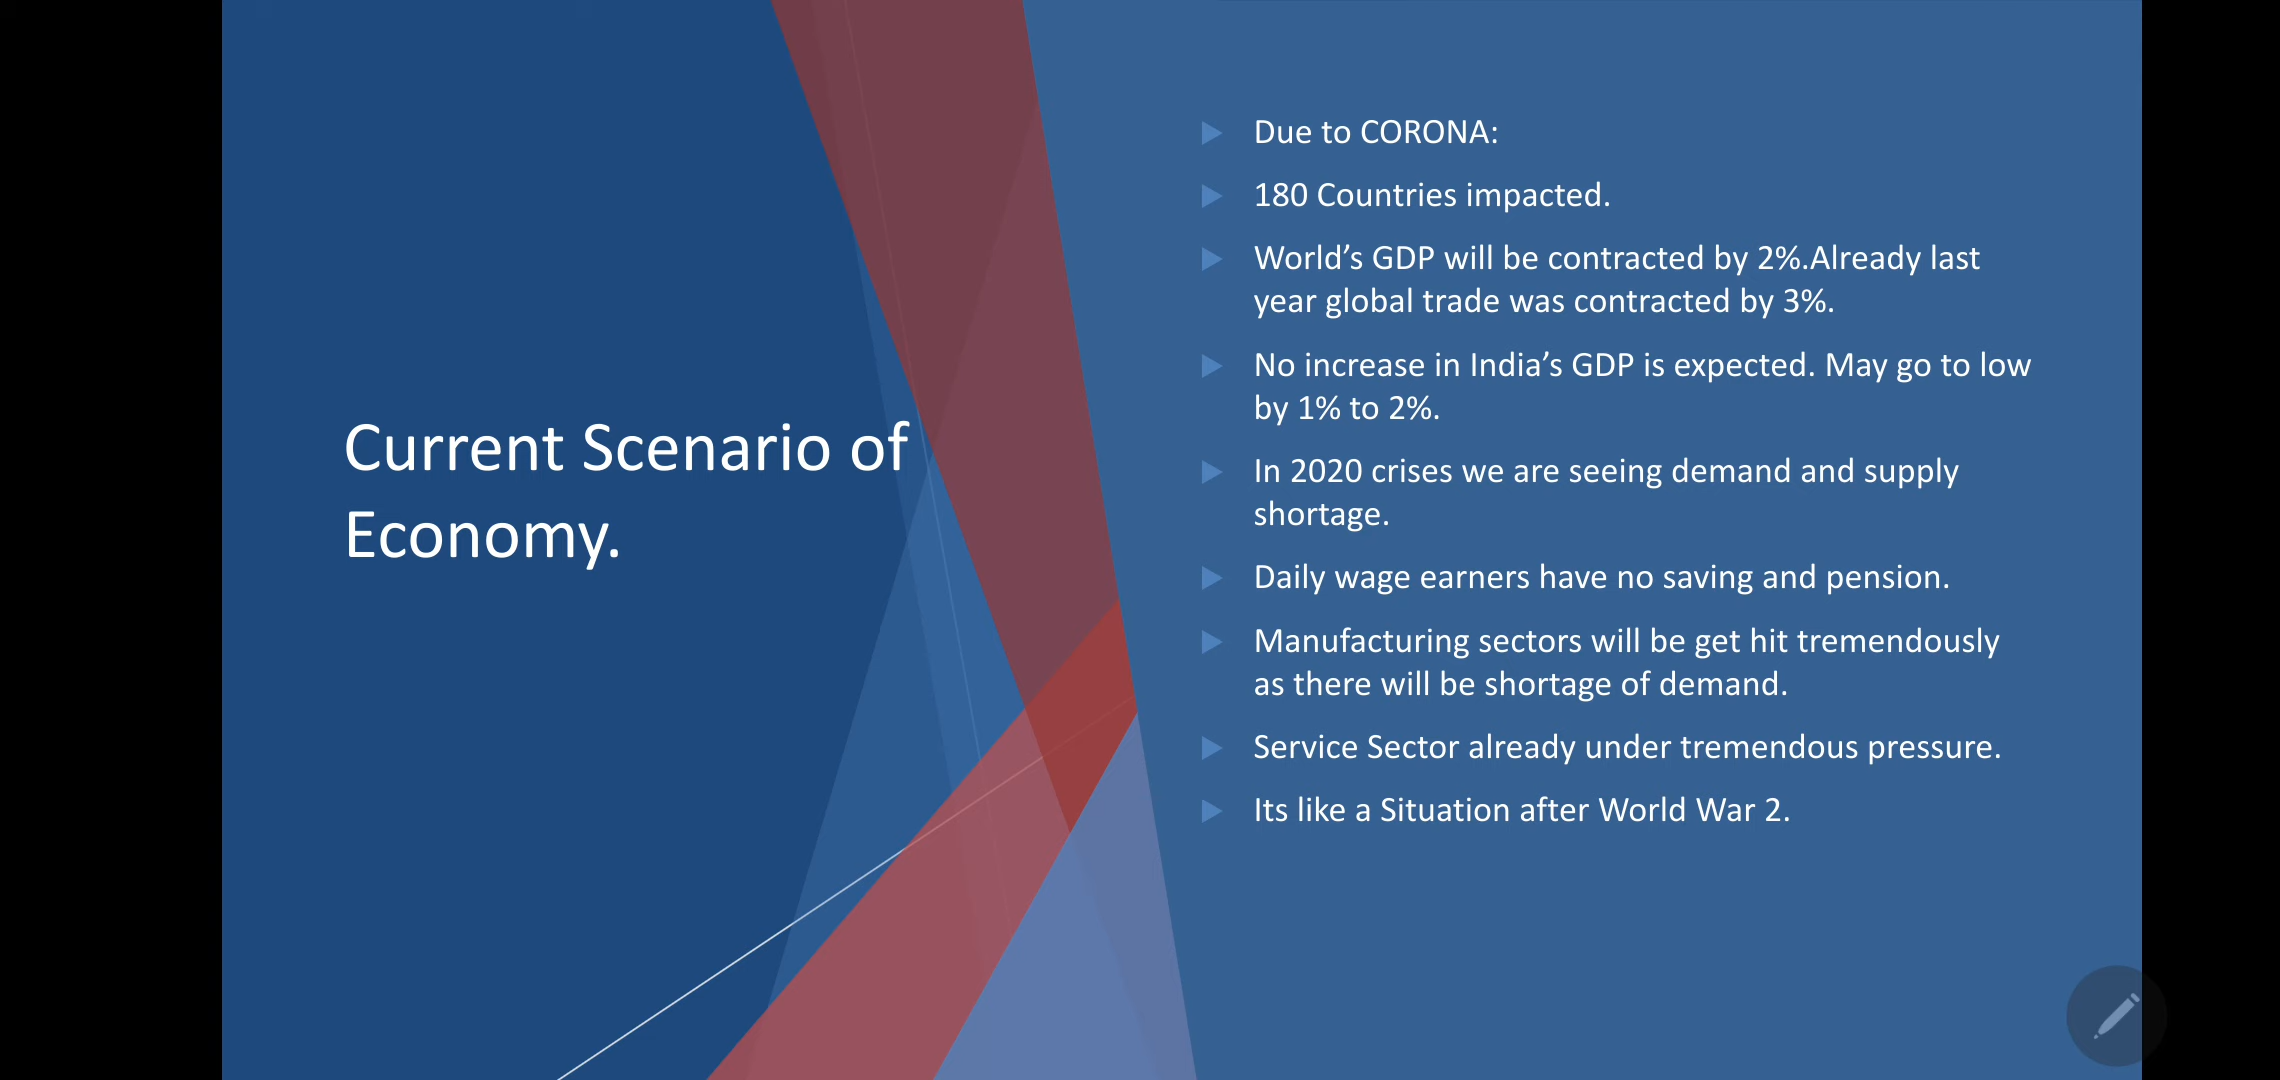 Current Scenario of
Economy.
Due to CORONA:
180 Countries impacted.
World’s GDP will be contracted by 2%.Already last
year global trade was contracted by 3%.
No increase in India’s GDP is expected. May go to low
by 1% to 2%.
In 2020 crises we are seeing demand and supply
shortage.
Daily wage earners have no saving and pension.
Manufacturing sectors will be get hit tremendously
as there will be shortage of demand.
Service Sector already under tremendous pressure.
Its like a Situation after World War 2.